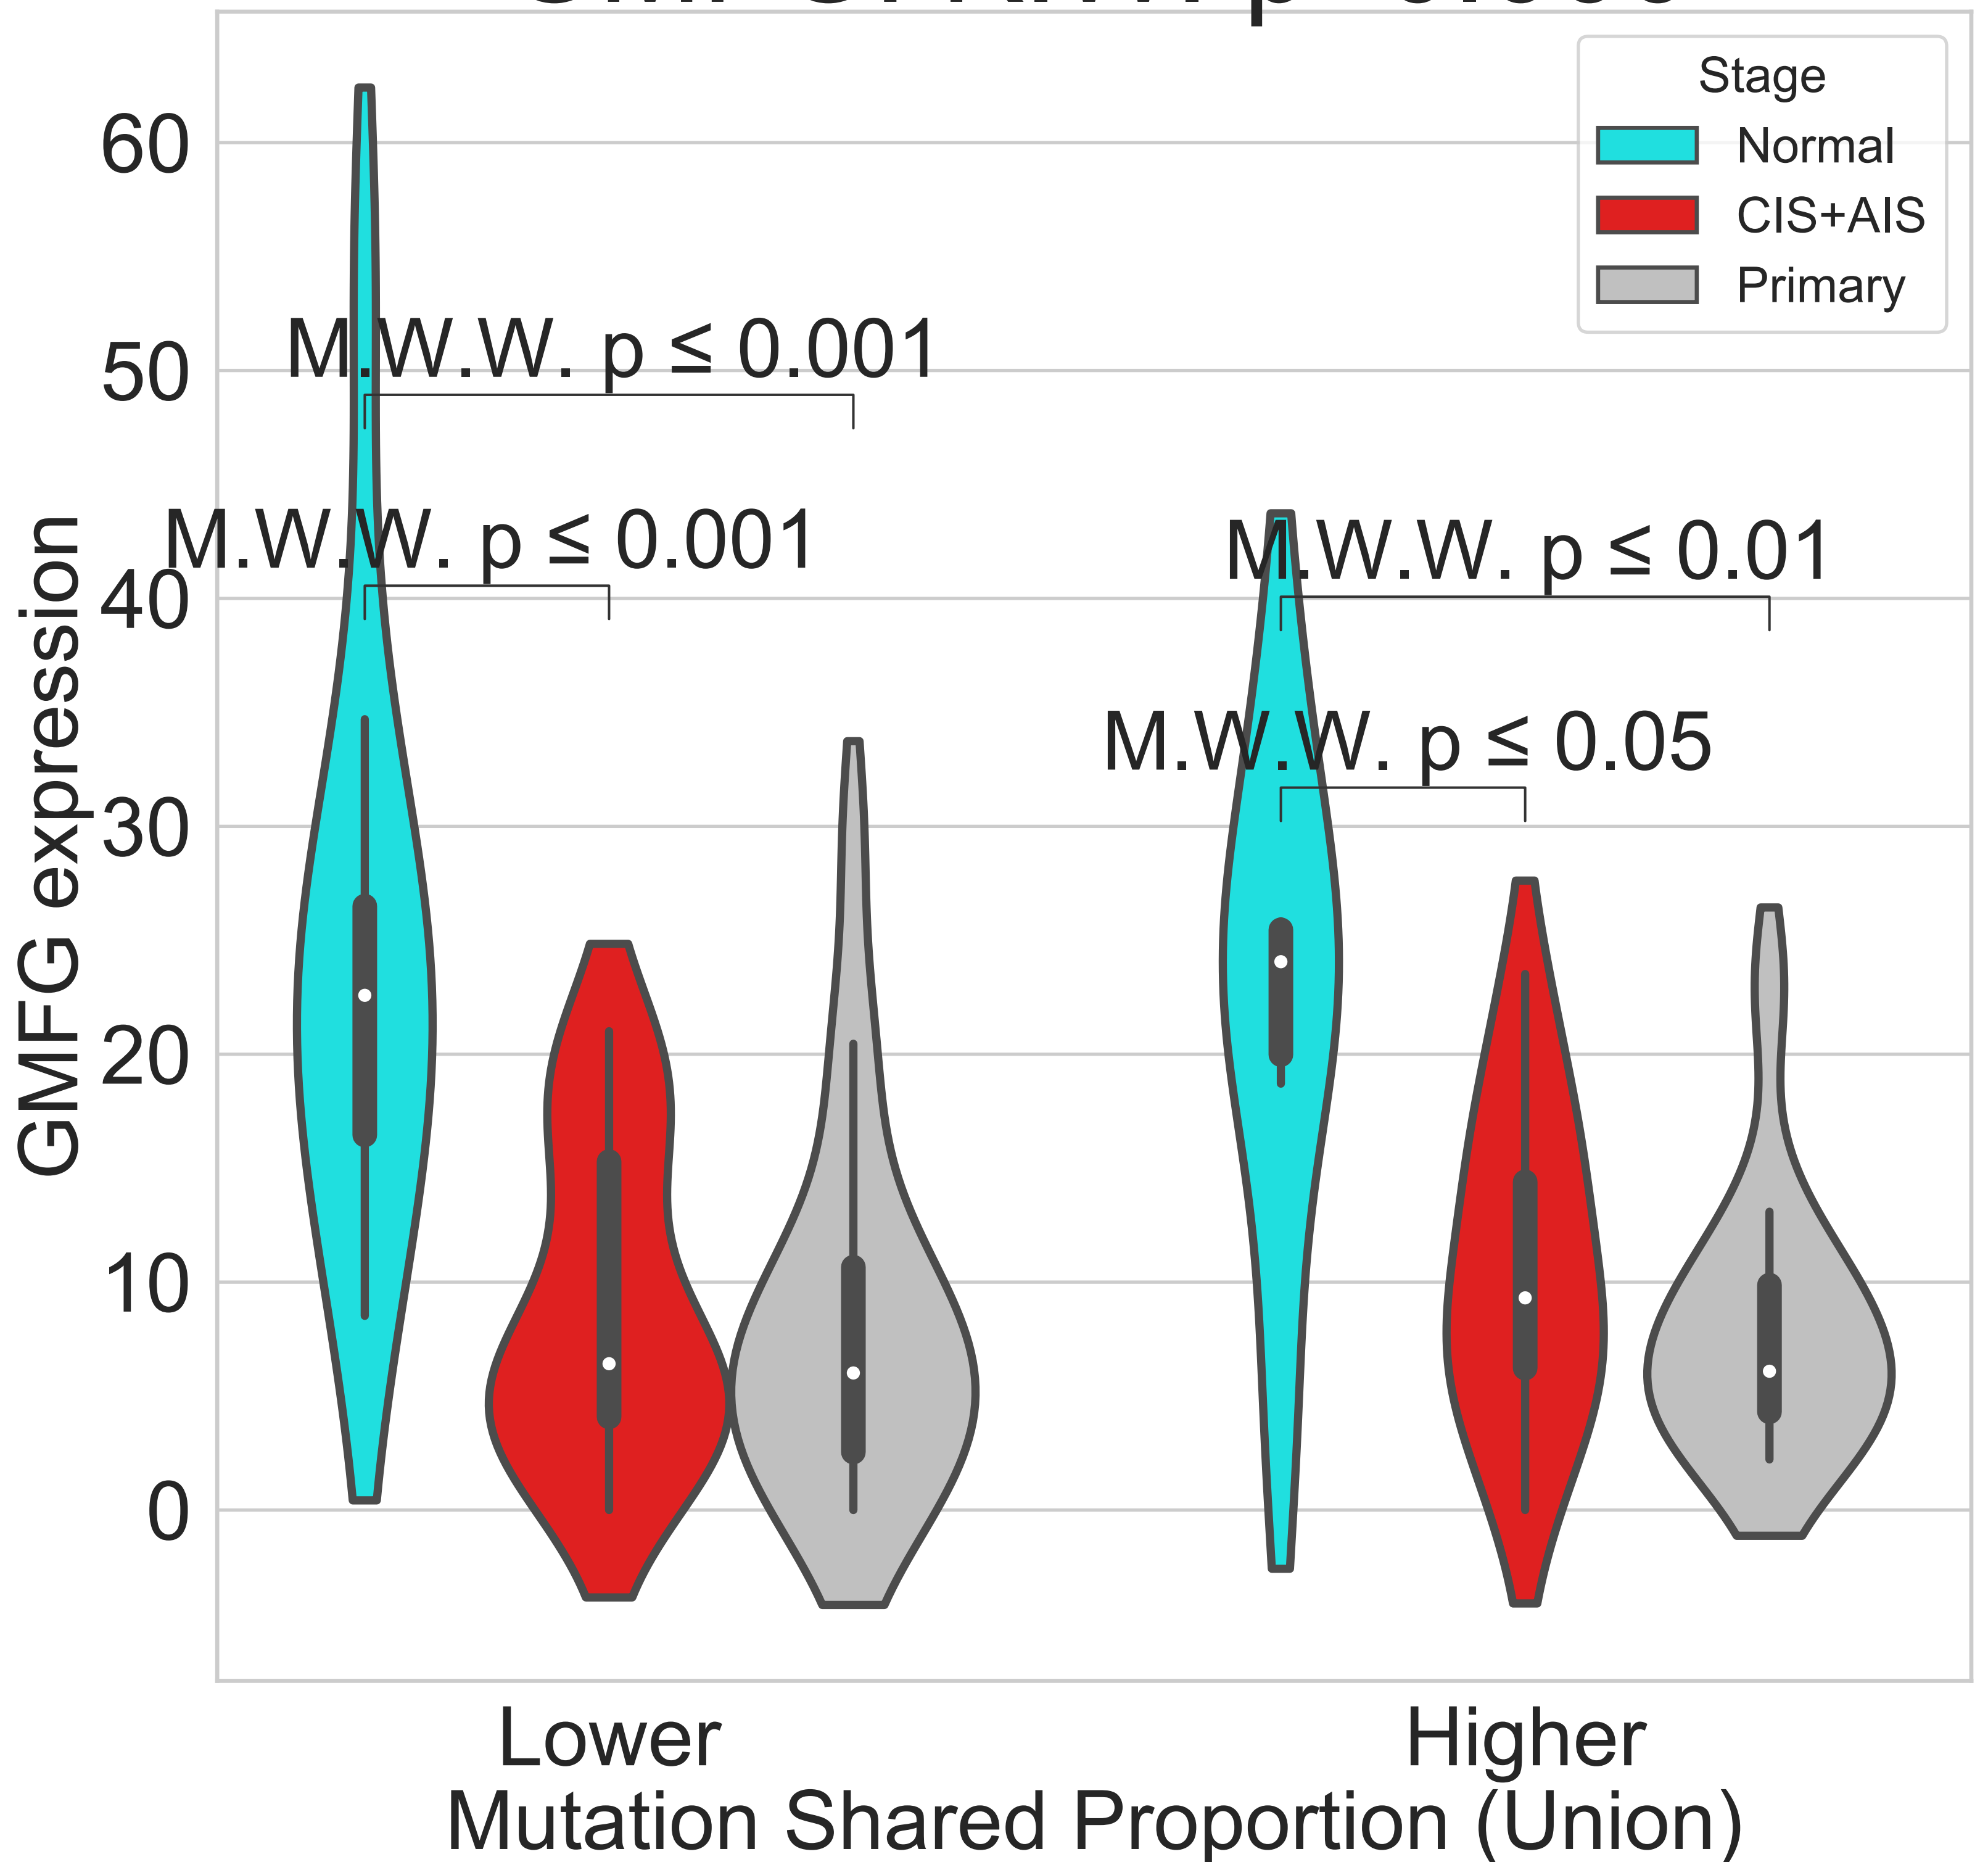 Stage
Normal
CIS+AIS
Primary
60
50
40
30
20
10
0
GMFG expression
M.W.W. p ≤ 0.001
M.W.W. p ≤ 0.001
M.W.W. p ≤ 0.01
M.W.W. p ≤ 0.05
Lower
Higher
Mutation Shared Proportion (Union)